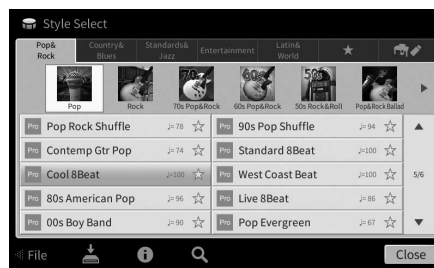 Style Select
Pop&
Rock
Country&
Blues
Standards&
Jazz
Entertainment
Latin&
World
Pop
Rock
70s Pop&Rock
60s Pop&Rock
50s Rock&Roll
Pop&Rock Ballad
Pro Pop Rock Shuffle ♩= 78
Pro 90s Pop Shuffle ♩= 94
Pro Contemp Gtr Pop ♩= 74
Pro Standard 8Beat ♩=100
Pro Cool 8Beat ♩=100
Pro West Coast Beat ♩=100
5/6
Pro 80s American Pop ♩= 96
Pro Live 8Beat ♩= 86
Pro 00s Boy Band ♩= 90
Pro Pop Evergreen ♩= 67
File
Close